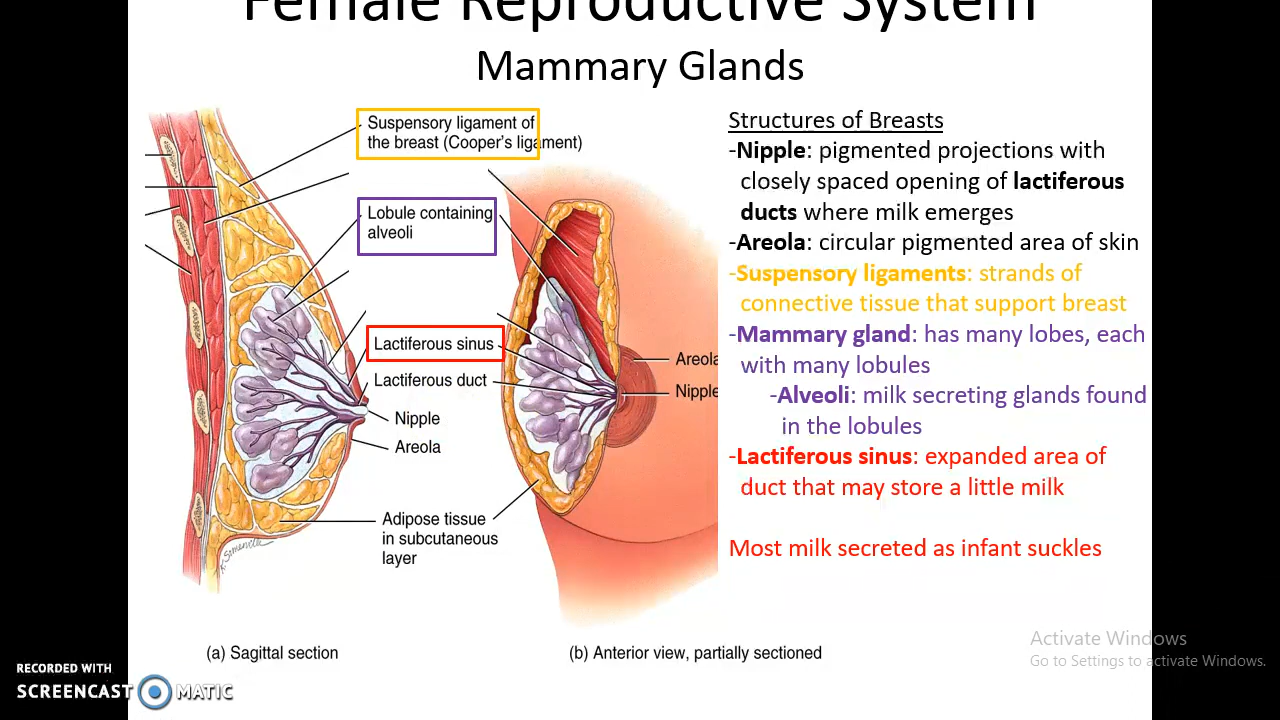 Female Reproductive System
Mammary Glands
Suspensory ligament of
the breast (Cooper's ligament)
Lobule containing
alveoli
Lactiferous sinus
Lactiferous duct
Nipple
Areola
Adipose tissue
in subcutaneous
layer
Areola
Nipple
(a) Sagittal section
(b) Anterior view, partially sectioned
Structures of Breasts
-Nipple: pigmented projections with
closely spaced opening of lactiferous
ducts where milk emerges
-Areola: circular pigmented area of skin
-Suspensory ligaments: strands of
connective tissue that support breast
-Mammary gland: has many lobes, each
with many lobules
-Alveoli: milk secreting glands found
in the lobules
-Lactiferous sinus: expanded area of
duct that may store a little milk
Most milk secreted as infant suckles
Activate Windows
Go to Settings to activate Windows.
RECORDED WITH
SCREENCAST MATIC